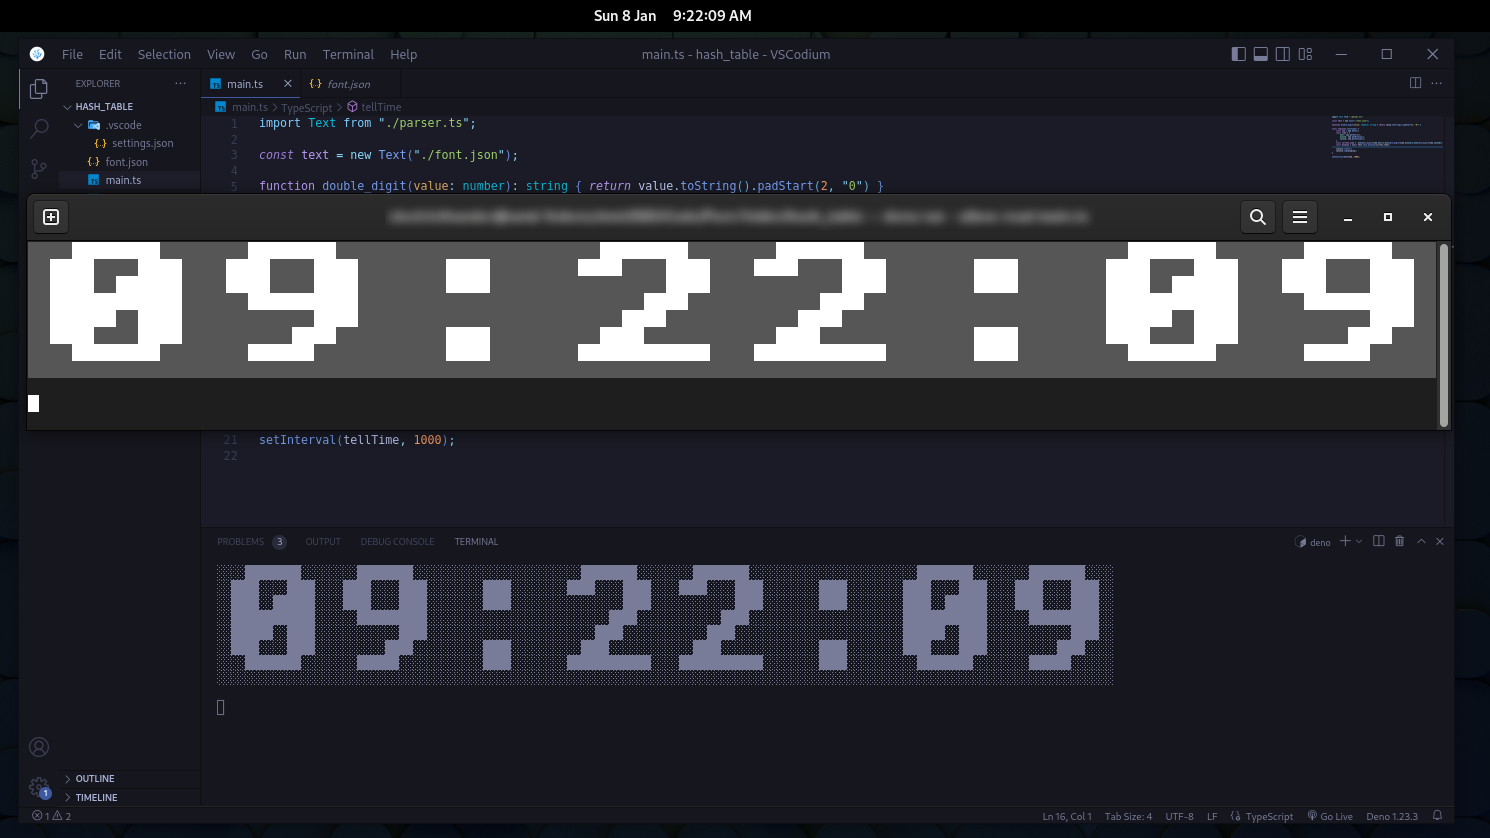 Sun 8 Jan 9:22:09 AM
File Edit Selection View Go Run Terminal Help
main.ts - hash_table - VSCodium
EXPLORER
HASH_TABLE
.vscode
settings.json
font.json
main.ts
main.ts font.json
main.ts > TypeScript > tellTime
1 import Text from "./parser.ts";
2
3 const text = new Text("./font.json");
4
5 function double_digit(value: number): string { return value.toString().padStart(2, "0") }
09:22:09
21 setInterval(tellTime, 1000);
22
PROBLEMS 3 OUTPUT DEBUG CONSOLE TERMINAL
deno
09:22:09
OUTLINE
1
TIMELINE
1 2
Ln 16, Col 1 Tab Size: 4 UTF-8 LF TypeScript Go Live Deno 1.23.3